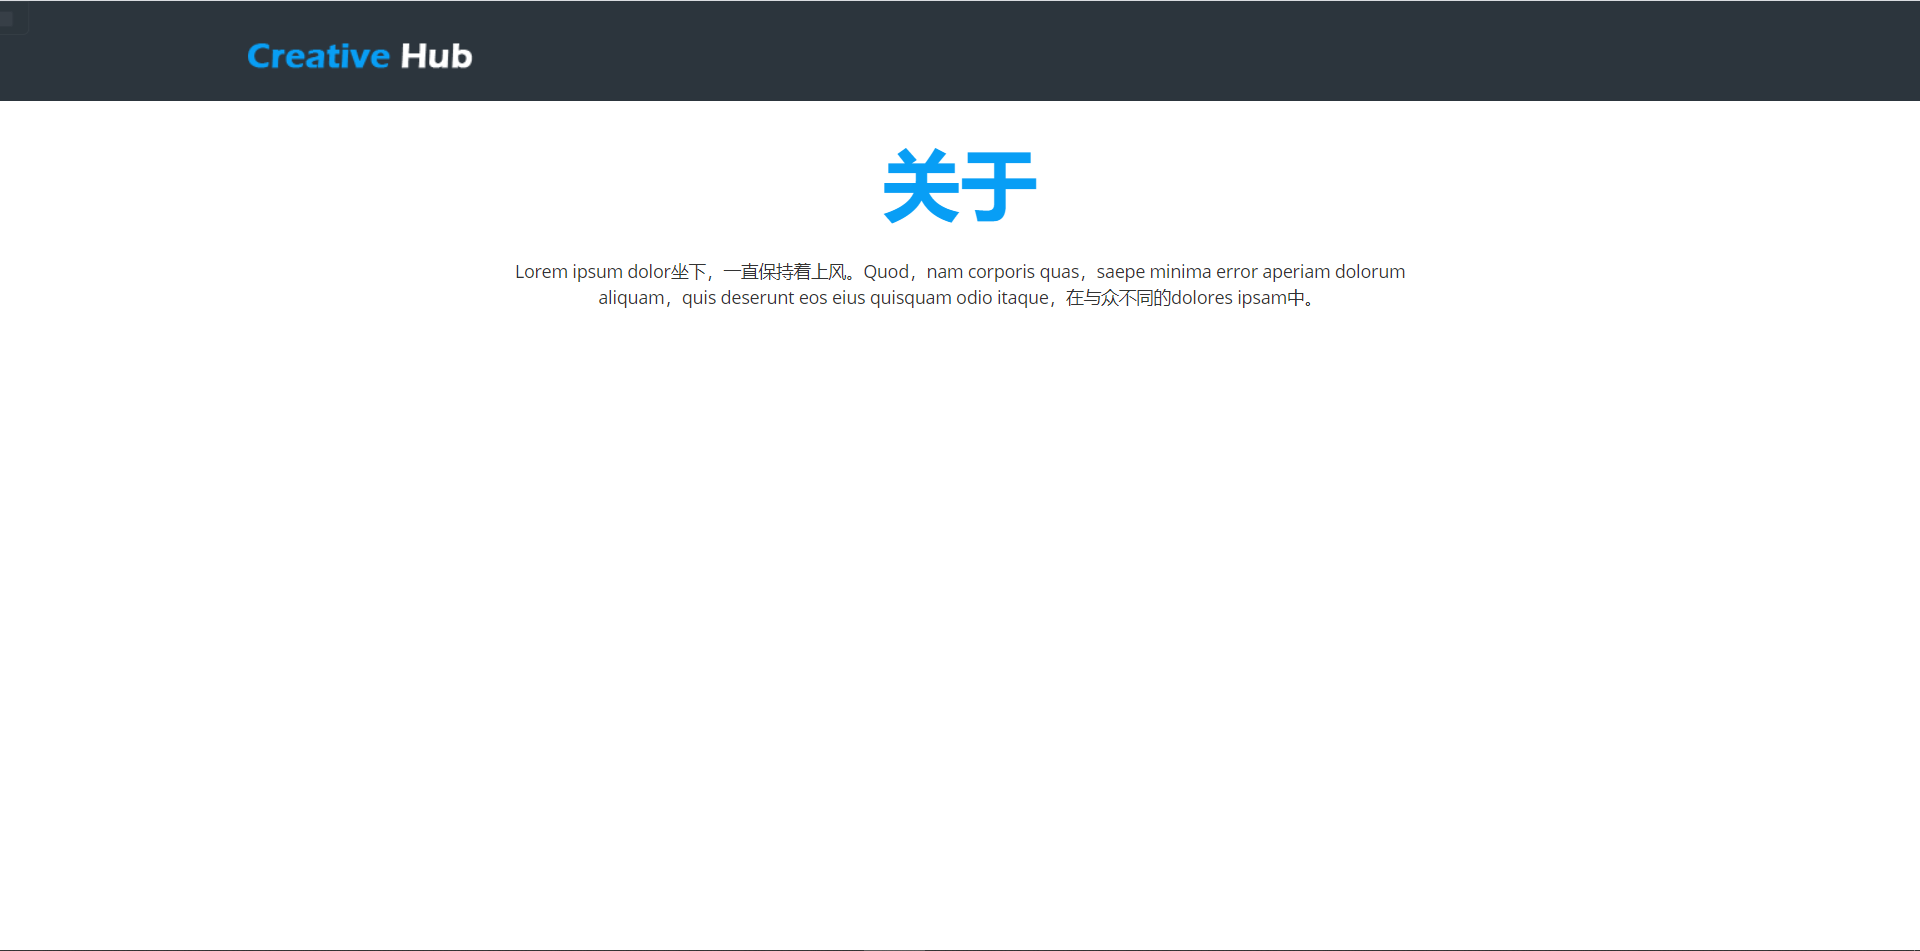 Creative Hub
关于
Lorem ipsum dolor坐下，一直保持着上风。Quod，nam corporis quas，saepe minima error aperiam dolorum
aliquam，quis deserunt eos eius quisquam odio itaque，在与众不同的dolores ipsam中。